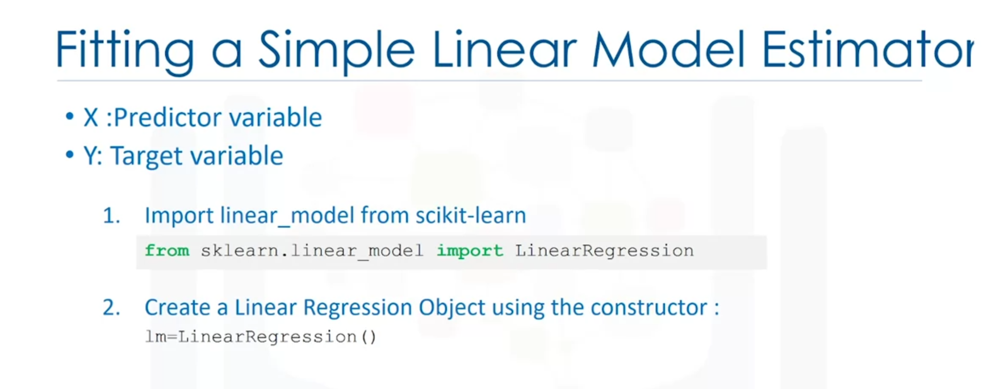 Fitting a Simple Linear Model Estimator
• X :Predictor variable
• Y: Target variable
1. Import linear_model from scikit-learn
from sklearn.linear_model import LinearRegression
2. Create a Linear Regression Object using the constructor :
lm=LinearRegression()